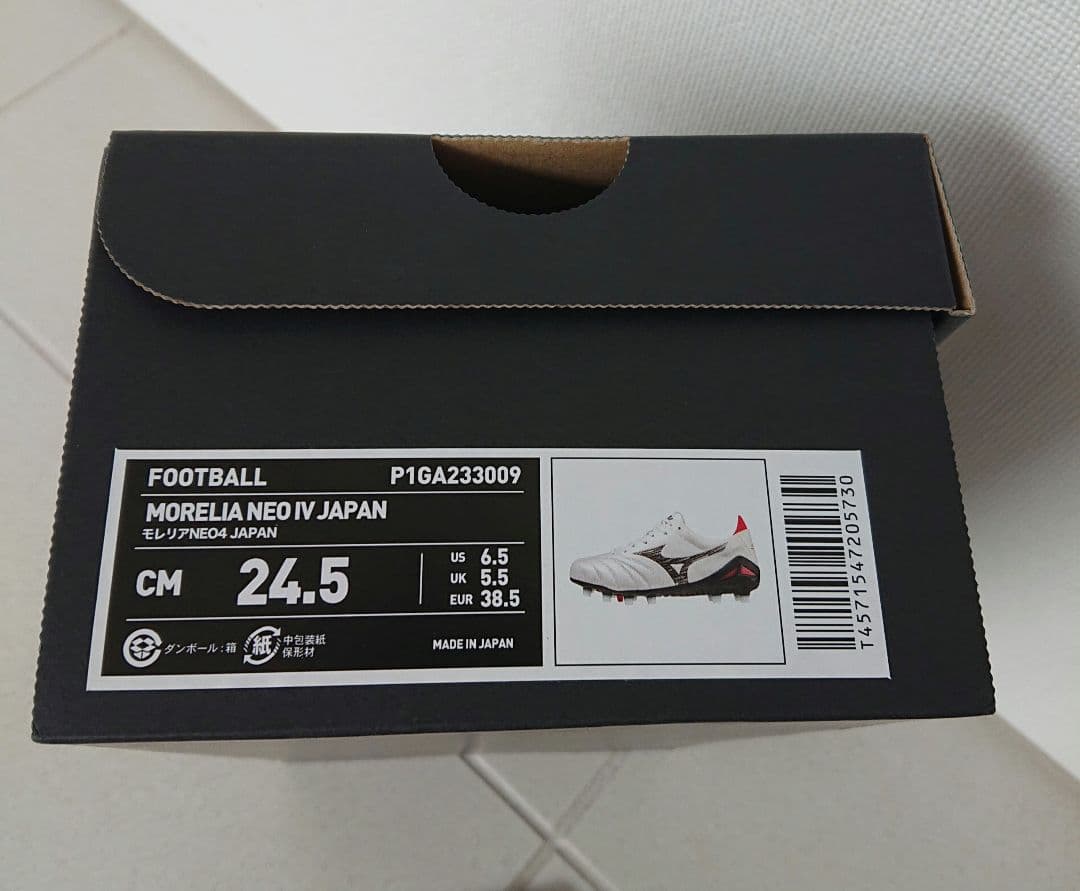 FOOTBALL P1GA233009
MORELIA NEO IV JAPAN
モレリアNEO4 JAPAN
CM 24.5
US 6.5
UK 5.5
EUR 38.5
ダンボール:箱
紙
中包装紙
保形材
MADE IN JAPAN
T4571547205730